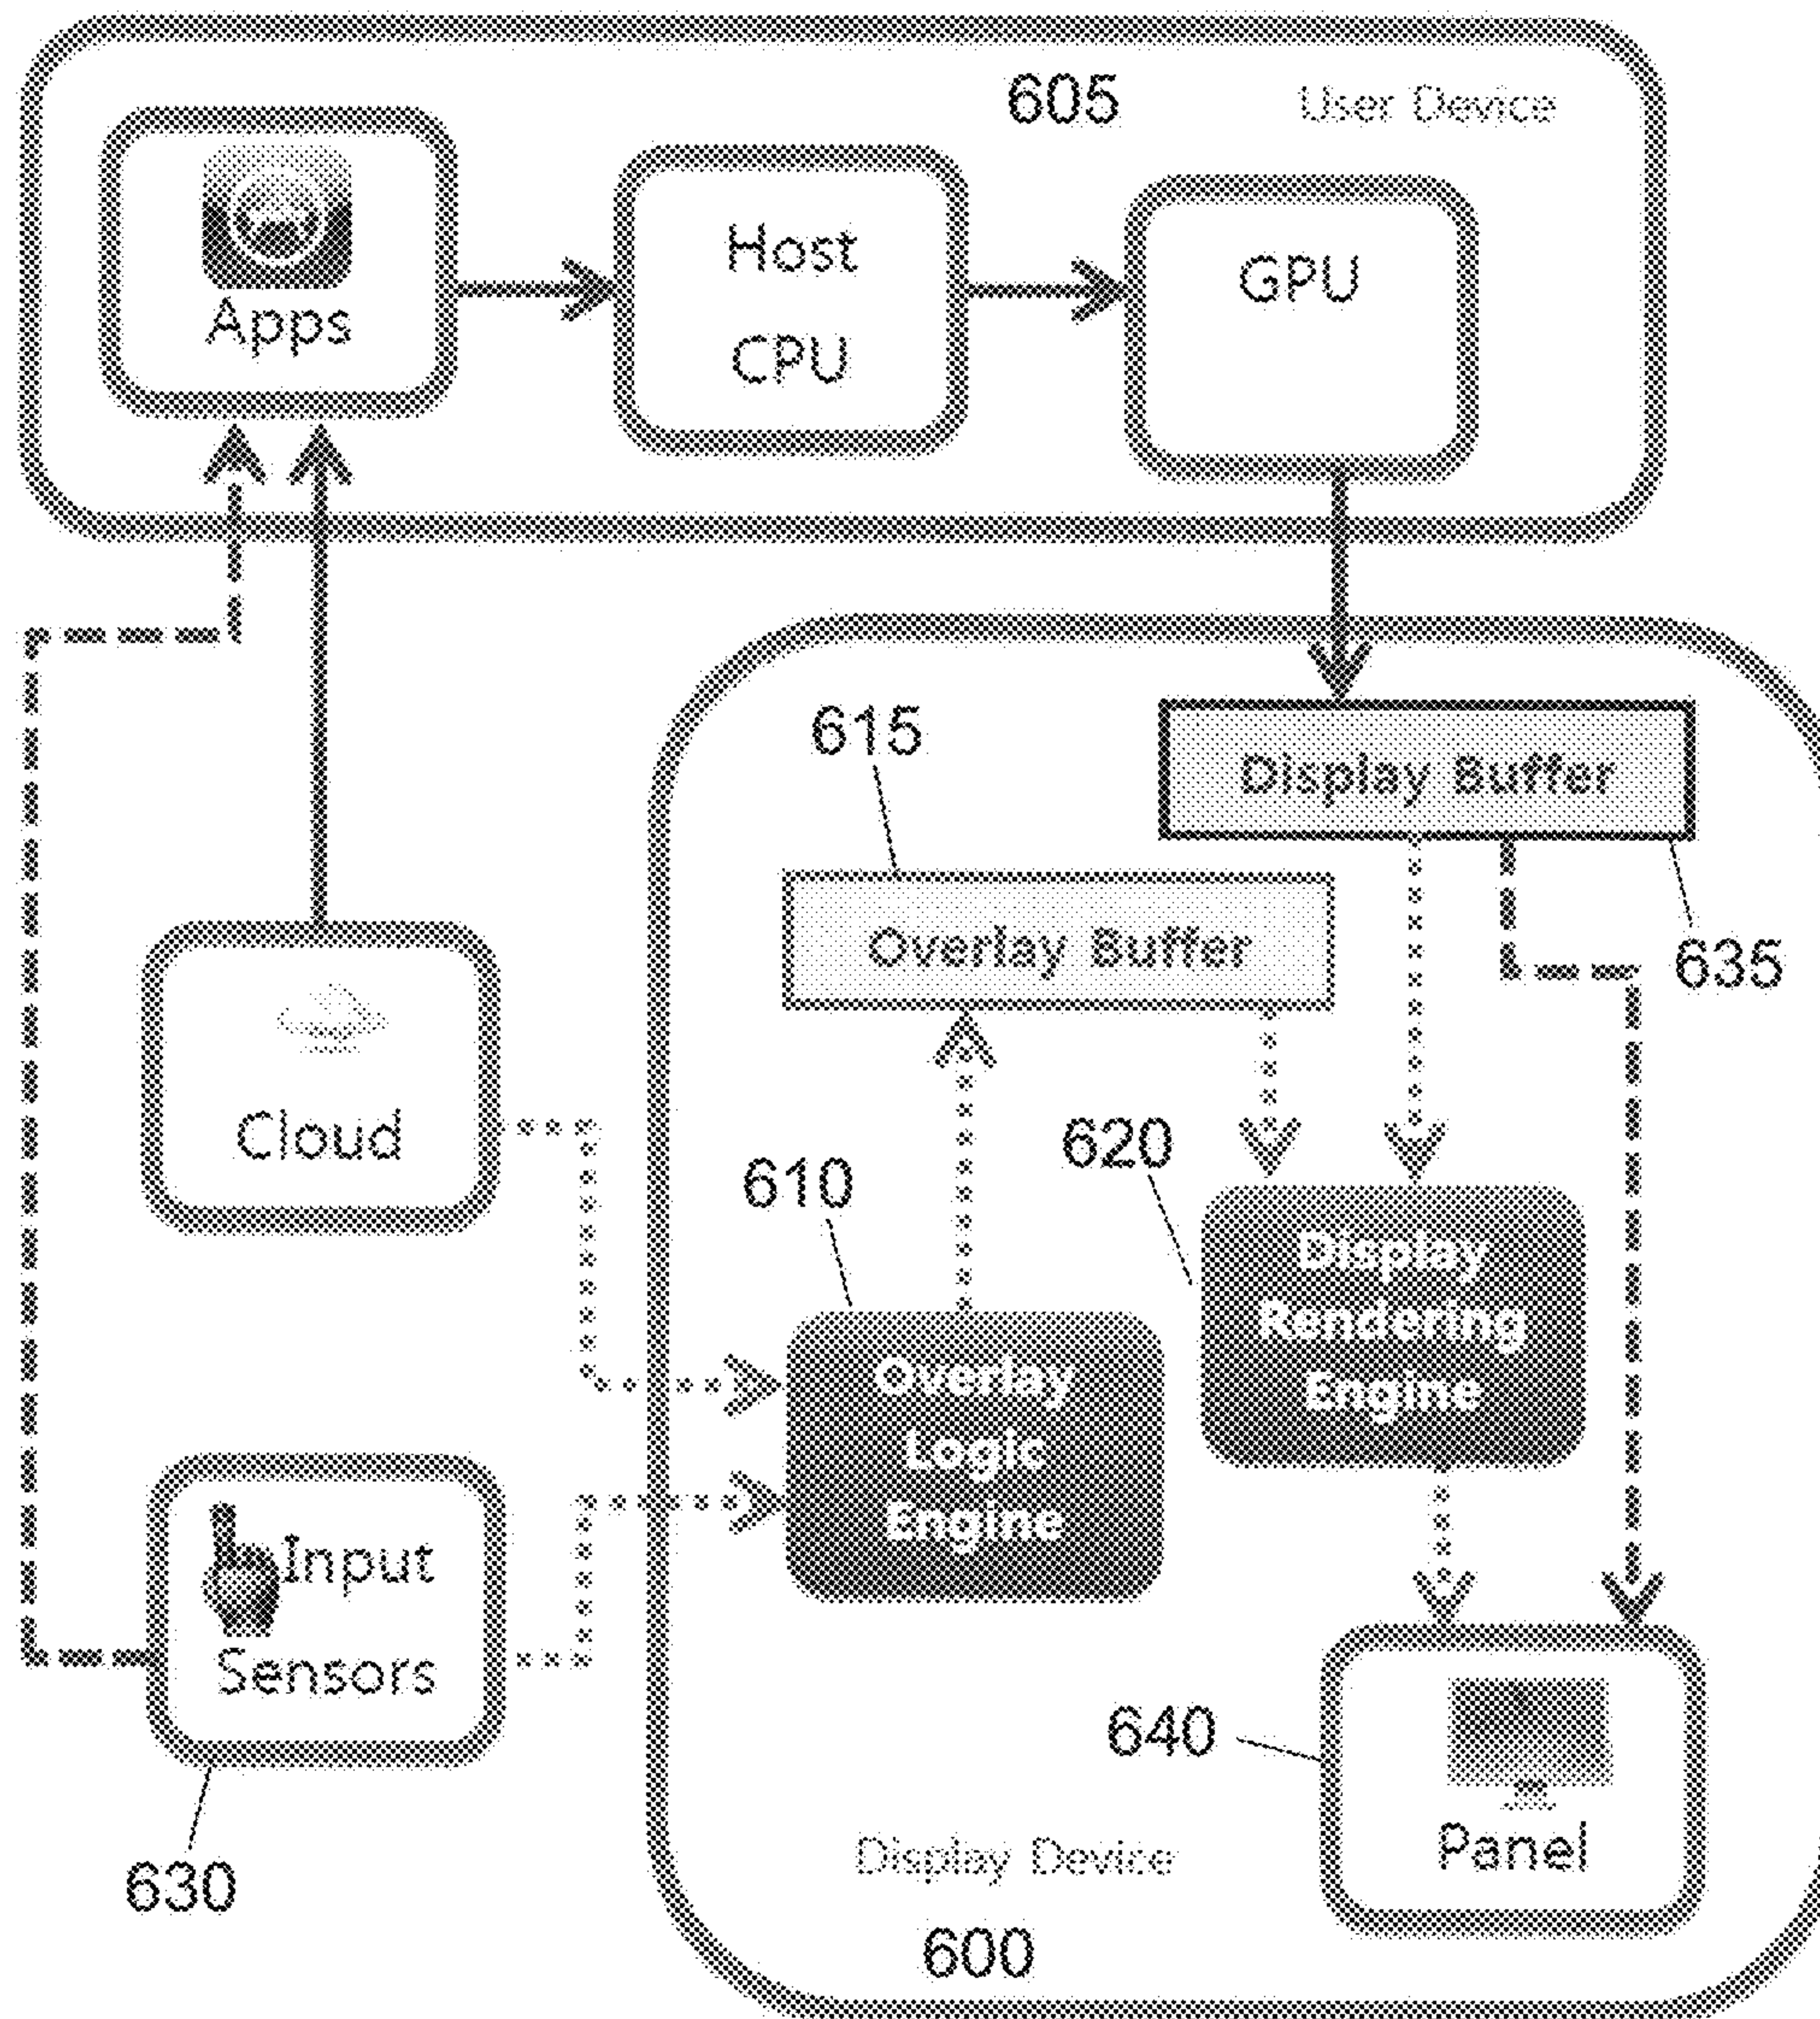 605
User Device
Apps
Host
CPU
GPU
615
Display Buffer
Overlay Buffer
635
Cloud
620
610
Display
Rendering
Engine
Overlay
Logic
Engine
Input
Sensors
640
Panel
Display Device
630
600